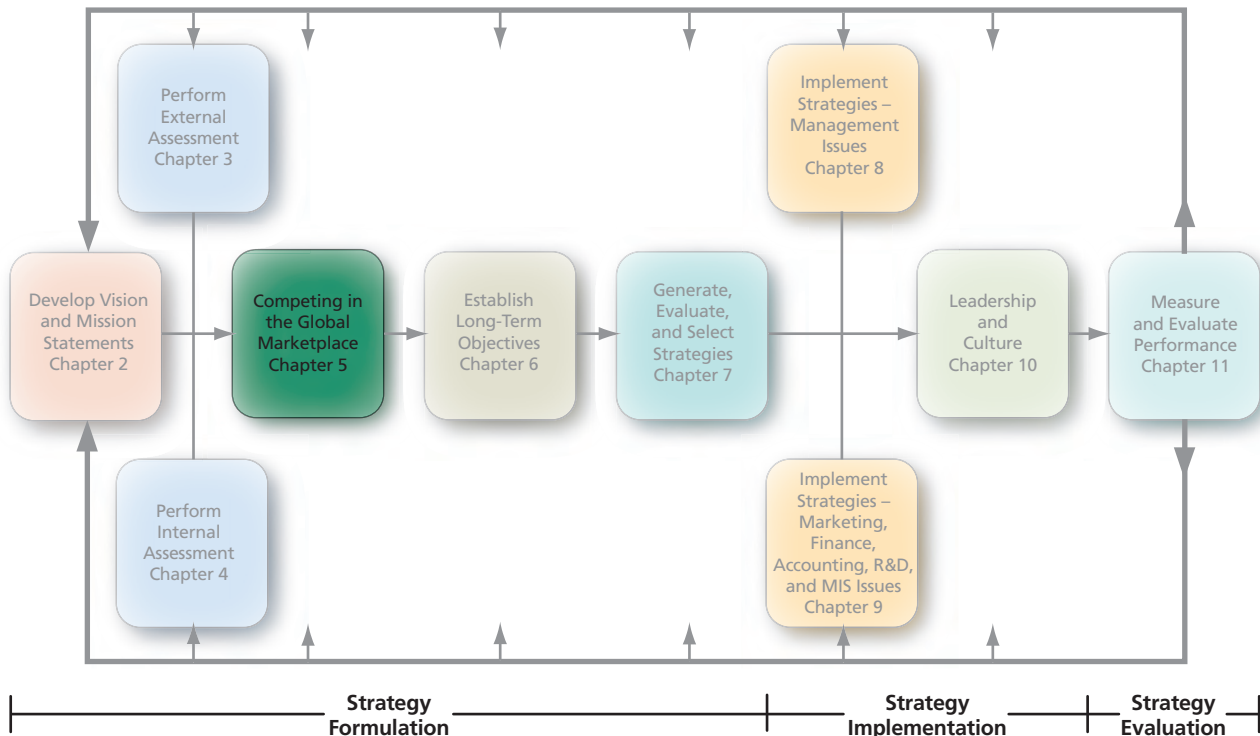 Perform
External
Assessment
Chapter 3
Implement
Strategies –
Management
Issues
Chapter 8
Develop Vision
and Mission
Statements
Chapter 2
Competing in
the Global
Marketplace
Chapter 5
Establish
Long-Term
Objectives
Chapter 6
Generate,
Evaluate,
and Select
Strategies
Chapter 7
Leadership
and
Culture
Chapter 10
Measure
and Evaluate
Performance
Chapter 11
Perform
Internal
Assessment
Chapter 4
Implement
Strategies –
Marketing,
Finance,
Accounting, R&D,
and MIS Issues
Chapter 9
Strategy
Formulation
Strategy
Implementation
Strategy
Evaluation